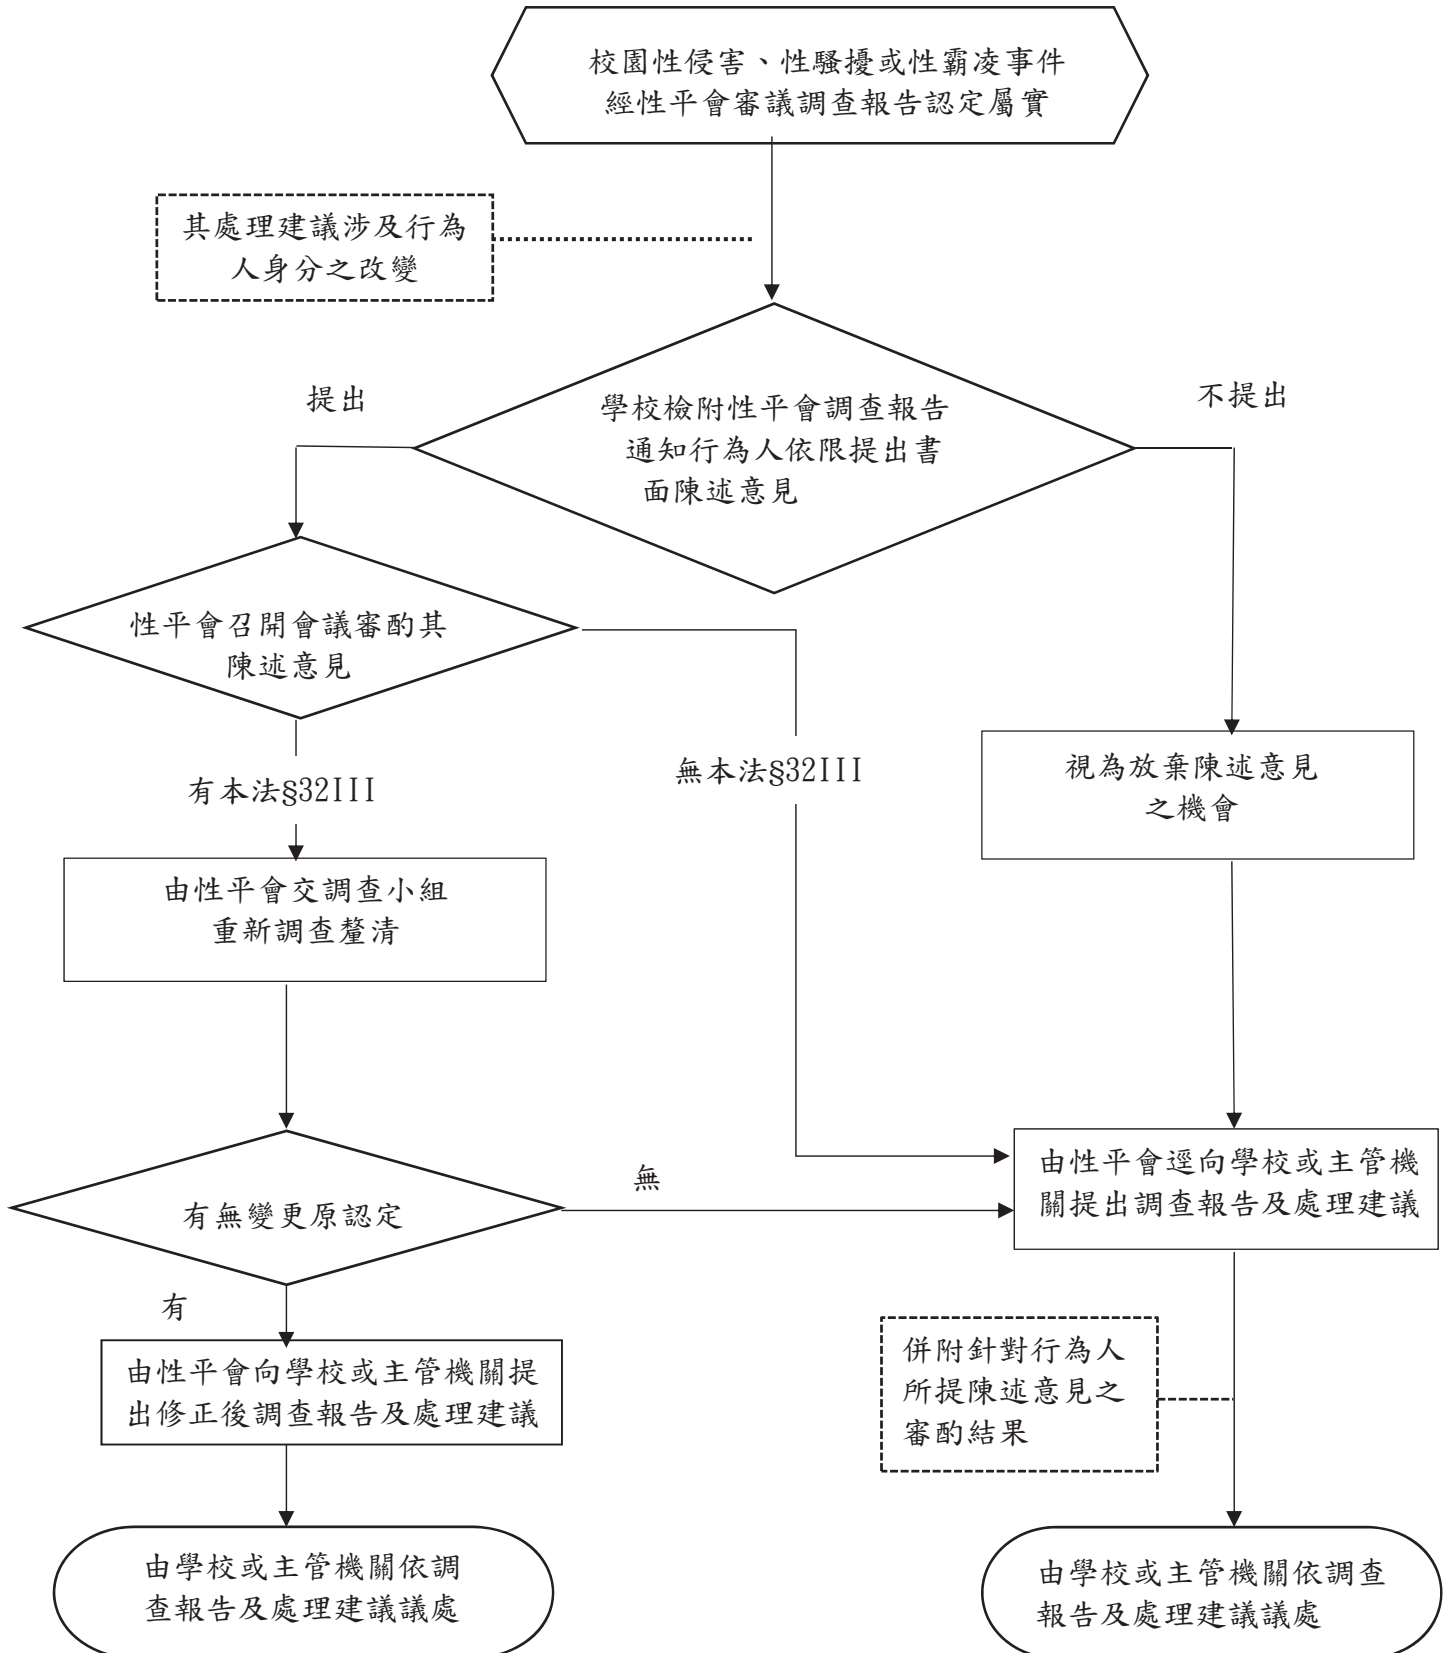 校園性侵害、性騷擾或性霸凌事件
經性平會審議調查報告認定屬實
其處理建議涉及行為
人身分之改變
提出
不提出
學校檢附性平會調查報告
通知行為人依限提出書
面陳述意見
性平會召開會議審酌其
陳述意見
有本法§32III
無本法§32III
視為放棄陳述意見
之機會
由性平會交調查小組
重新調查釐清
有無變更原認定
無
由性平會逕向學校或主管機
關提出調查報告及處理建議
有
由性平會向學校或主管機關提
出修正後調查報告及處理建議
併附針對行為人
所提陳述意見之
審酌結果
由學校或主管機關依調
查報告及處理建議議處
由學校或主管機關依調查
報告及處理建議議處